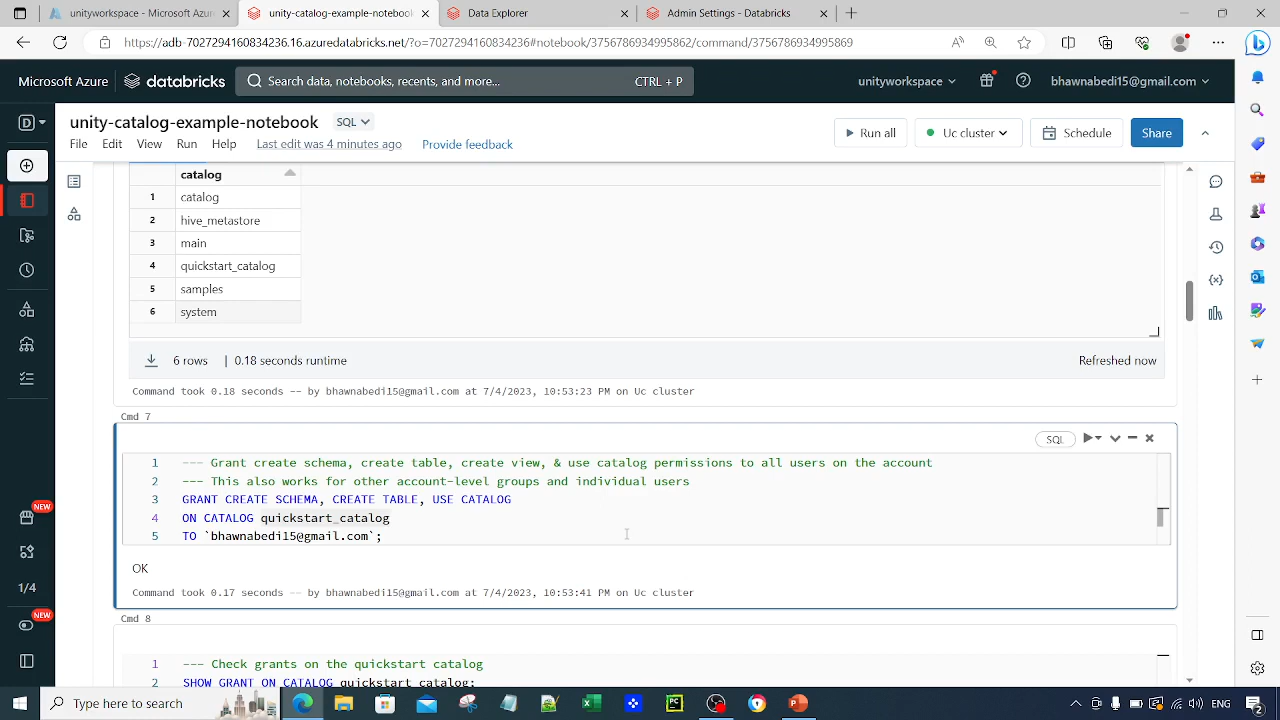 workspace - Microsoft Azure
unity-catalog-example-notebook
Data Explorer
Admin Settings - Databricks
https://adb-7027294160834236.16.azuredatabricks.net/?o=7027294160834236#notebook/3756786934995862/command/3756786934995869
Microsoft Azure
databricks
Search data, notebooks, recents, and more...
CTRL + P
unityworkspace
bhawnabedi15@gmail.com
unity-catalog-example-notebook
SQL
File
Edit
View
Run
Help
Last edit was 4 minutes ago
Provide feedback
Run all
Uc cluster
Schedule
Share
catalog
1 catalog
2 hive_metastore
3 main
4 quickstart_catalog
5 samples
6 system
6 rows | 0.18 seconds runtime
Refreshed now
Command took 0.18 seconds -- by bhawnabedi15@gmail.com at 7/4/2023, 10:53:23 PM on Uc cluster
Cmd 7
SQL
1 --- Grant create schema, create table, create view, & use catalog permissions to all users on the account
2 --- This also works for other account-level groups and individual users
3 GRANT CREATE SCHEMA, CREATE TABLE, USE CATALOG
4 ON CATALOG quickstart_catalog
5 TO `bhawnabedi15@gmail.com`;
OK
Command took 0.17 seconds -- by bhawnabedi15@gmail.com at 7/4/2023, 10:53:41 PM on Uc cluster
Cmd 8
1 --- Check grants on the quickstart catalog
2 SHOW GRANT ON CATALOG quickstart_catalog;
D
NEW
1/4
NEW
Type here to search
ENG
2